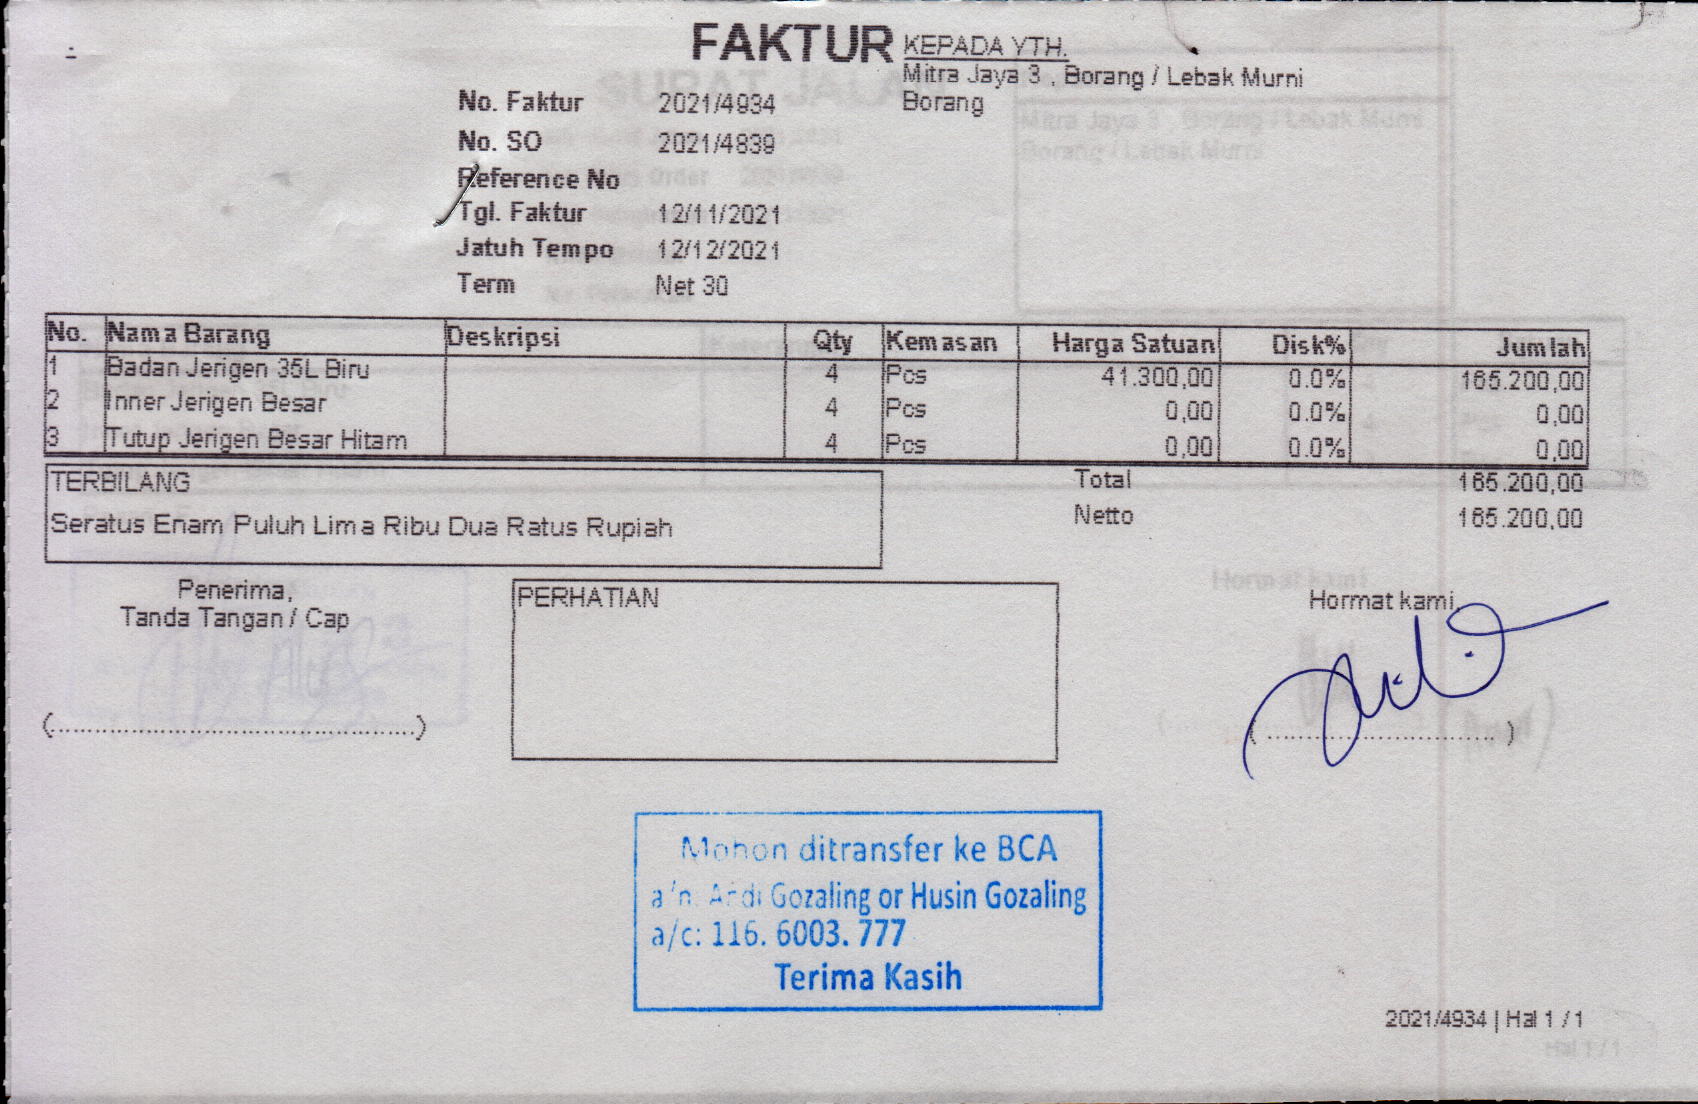 FAKTUR
KEPADA YTH.
Mitra Jaya 3 , Borang / Lebak Murni
Borang
No. Faktur 2021/4934
No. SO 2021/4839
Reference No
Tgl. Faktur 12/11/2021
Jatuh Tempo 12/12/2021
Term Net 30
No. Nama Barang Deskripsi Qty Kemasan Harga Satuan Disk% Jumlah
1 Badan Jerigen 35L Biru 4 Pcs 41.300,00 0.0% 165.200,00
2 Inner Jerigen Besar 4 Pcs 0,00 0.0% 0,00
3 Tutup Jerigen Besar Hitam 4 Pcs 0,00 0.0% 0,00
TERBILANG
Seratus Enam Puluh Lima Ribu Dua Ratus Rupiah
Total 165.200,00
Netto 165.200,00
Penerima,
Tanda Tangan / Cap
(..................................................)
PERHATIAN
Hormat kami,
(..................................)
Mohon ditransfer ke BCA
a/n. Andi Gozaling or Husin Gozaling
a/c: 116. 6003. 777
Terima Kasih
2021/4934 | Hal 1 / 1